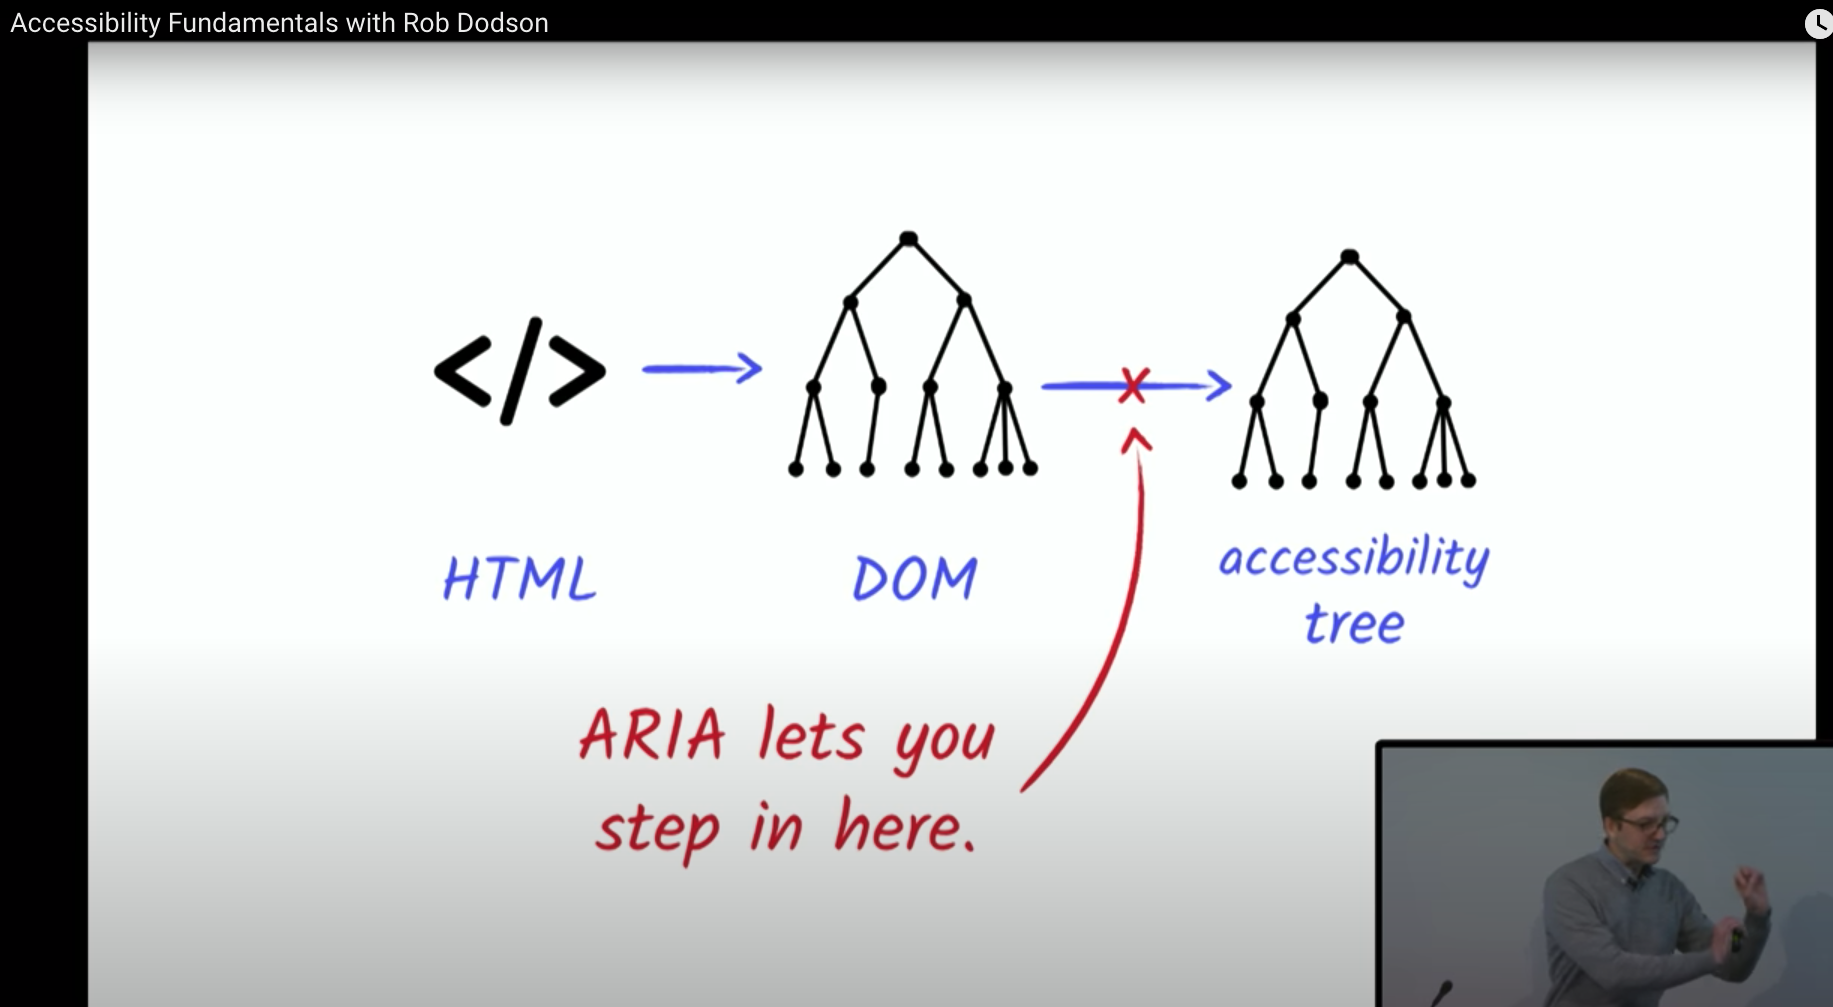 Accessibility Fundamentals with Rob Dodson
</>
HTML
DOM
accessibility
tree
ARIA lets you
step in here.